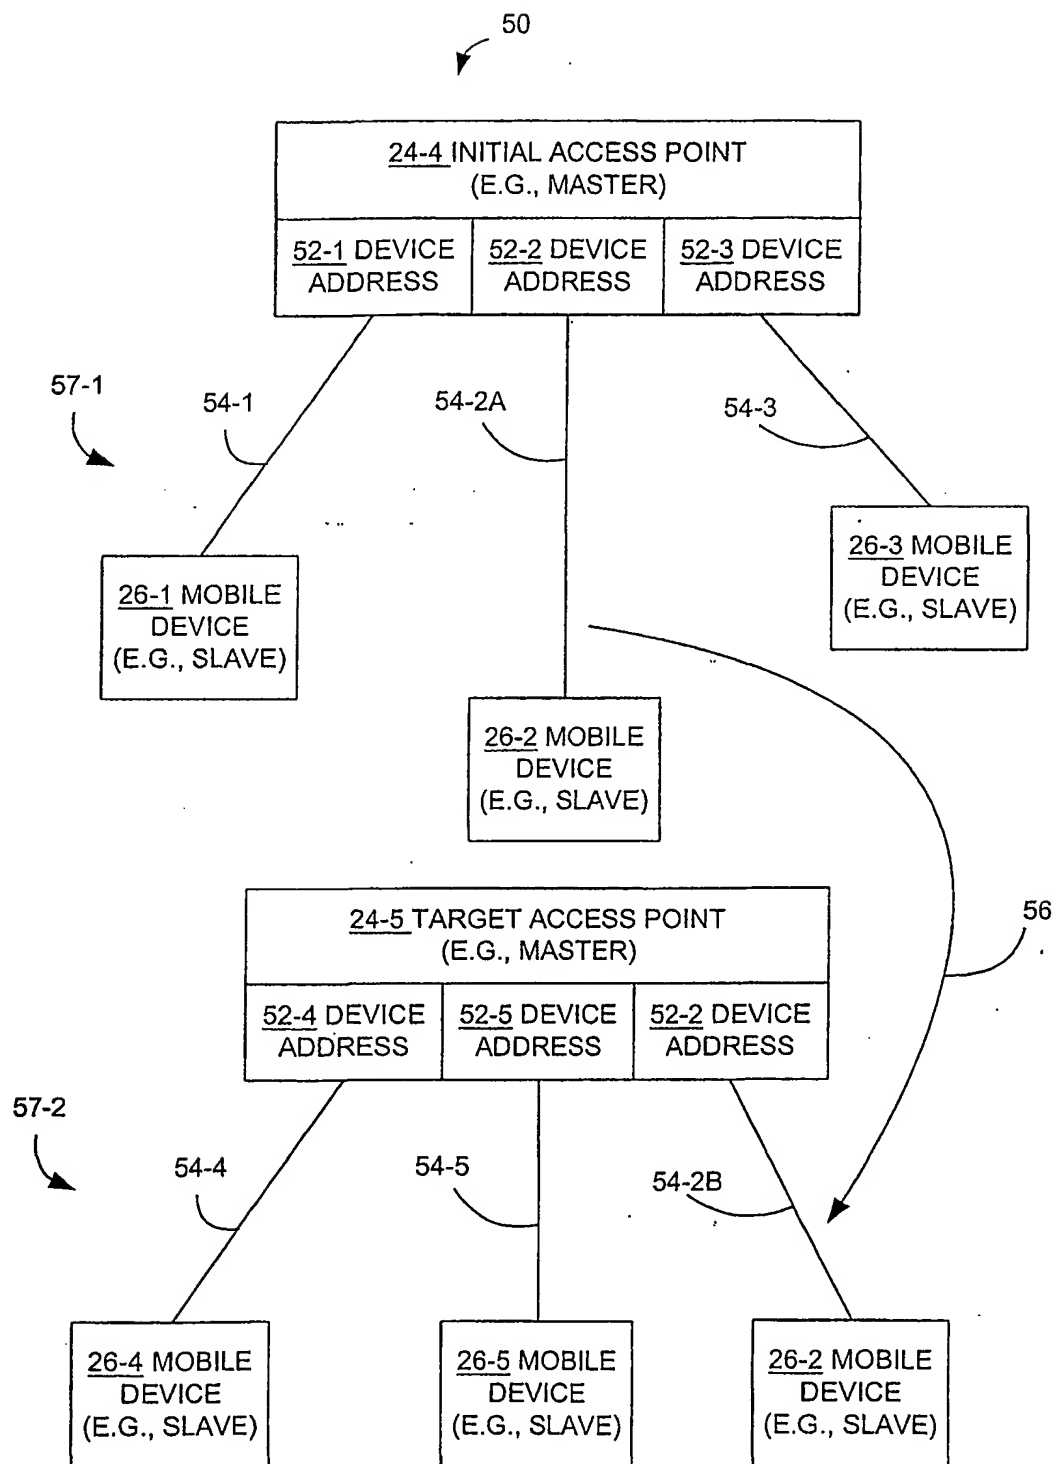 50
24-4 INITIAL ACCESS POINT
(E.G., MASTER)
52-1 DEVICE
ADDRESS
52-2 DEVICE
ADDRESS
52-3 DEVICE
ADDRESS
57-1
54-1
54-2A
54-3
26-1 MOBILE
DEVICE
(E.G., SLAVE)
26-3 MOBILE
DEVICE
(E.G., SLAVE)
26-2 MOBILE
DEVICE
(E.G., SLAVE)
24-5 TARGET ACCESS POINT
(E.G., MASTER)
56
52-4 DEVICE
ADDRESS
52-5 DEVICE
ADDRESS
52-2 DEVICE
ADDRESS
57-2
54-4
54-5
54-2B
26-4 MOBILE
DEVICE
(E.G., SLAVE)
26-5 MOBILE
DEVICE
(E.G., SLAVE)
26-2 MOBILE
DEVICE
(E.G., SLAVE)